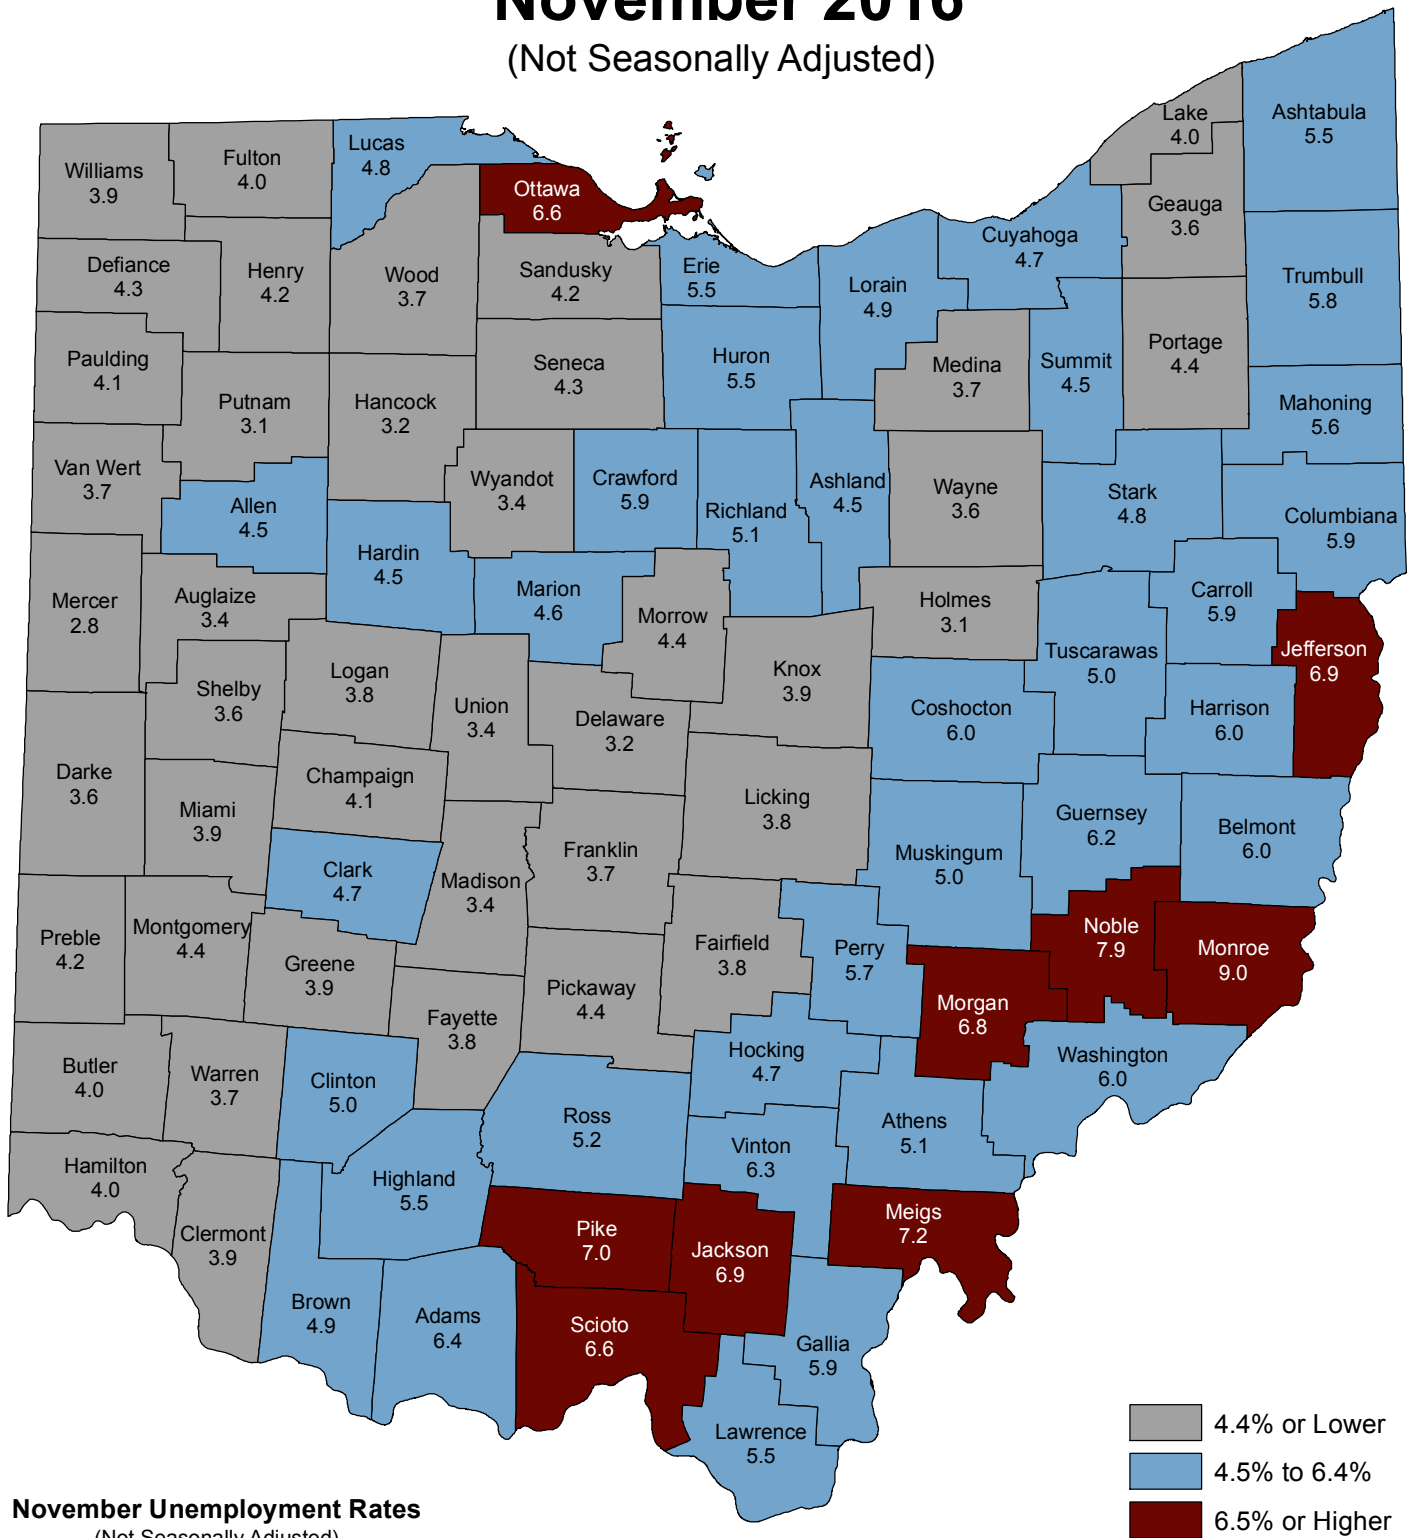 November 2016
(Not Seasonally Adjusted)
Lake
4.0
Ashtabula
5.5
Lucas
4.8
Fulton
4.0
Williams
3.9
Ottawa
6.6
Geauga
3.6
Cuyahoga
4.7
Defiance
4.3
Henry
4.2
Wood
3.7
Sandusky
4.2
Erie
5.5
Lorain
4.9
Trumbull
5.8
Paulding
4.1
Seneca
4.3
Huron
5.5
Medina
3.7
Summit
4.5
Portage
4.4
Putnam
3.1
Hancock
3.2
Mahoning
5.6
Van Wert
3.7
Wyandot
3.4
Crawford
5.9
Richland
5.1
Ashland
4.5
Wayne
3.6
Stark
4.8
Columbiana
5.9
Allen
4.5
Hardin
4.5
Marion
4.6
Morrow
4.4
Holmes
3.1
Carroll
5.9
Mercer
2.8
Auglaize
3.4
Tuscarawas
5.0
Jefferson
6.9
Shelby
3.6
Logan
3.8
Union
3.4
Delaware
3.2
Knox
3.9
Coshocton
6.0
Harrison
6.0
Darke
3.6
Miami
3.9
Champaign
4.1
Licking
3.8
Guernsey
6.2
Belmont
6.0
Clark
4.7
Madison
3.4
Franklin
3.7
Muskingum
5.0
Preble
4.2
Montgomery
4.4
Greene
3.9
Fairfield
3.8
Perry
5.7
Noble
7.9
Monroe
9.0
Fayette
3.8
Pickaway
4.4
Morgan
6.8
Butler
4.0
Warren
3.7
Clinton
5.0
Hocking
4.7
Washington
6.0
Ross
5.2
Athens
5.1
Hamilton
4.0
Highland
5.5
Vinton
6.3
Clermont
3.9
Pike
7.0
Jackson
6.9
Meigs
7.2
Brown
4.9
Adams
6.4
Scioto
6.6
Gallia
5.9
Lawrence
5.5
4.4% or Lower
4.5% to 6.4%
6.5% or Higher
November Unemployment Rates
(Not Seasonally Adjusted)